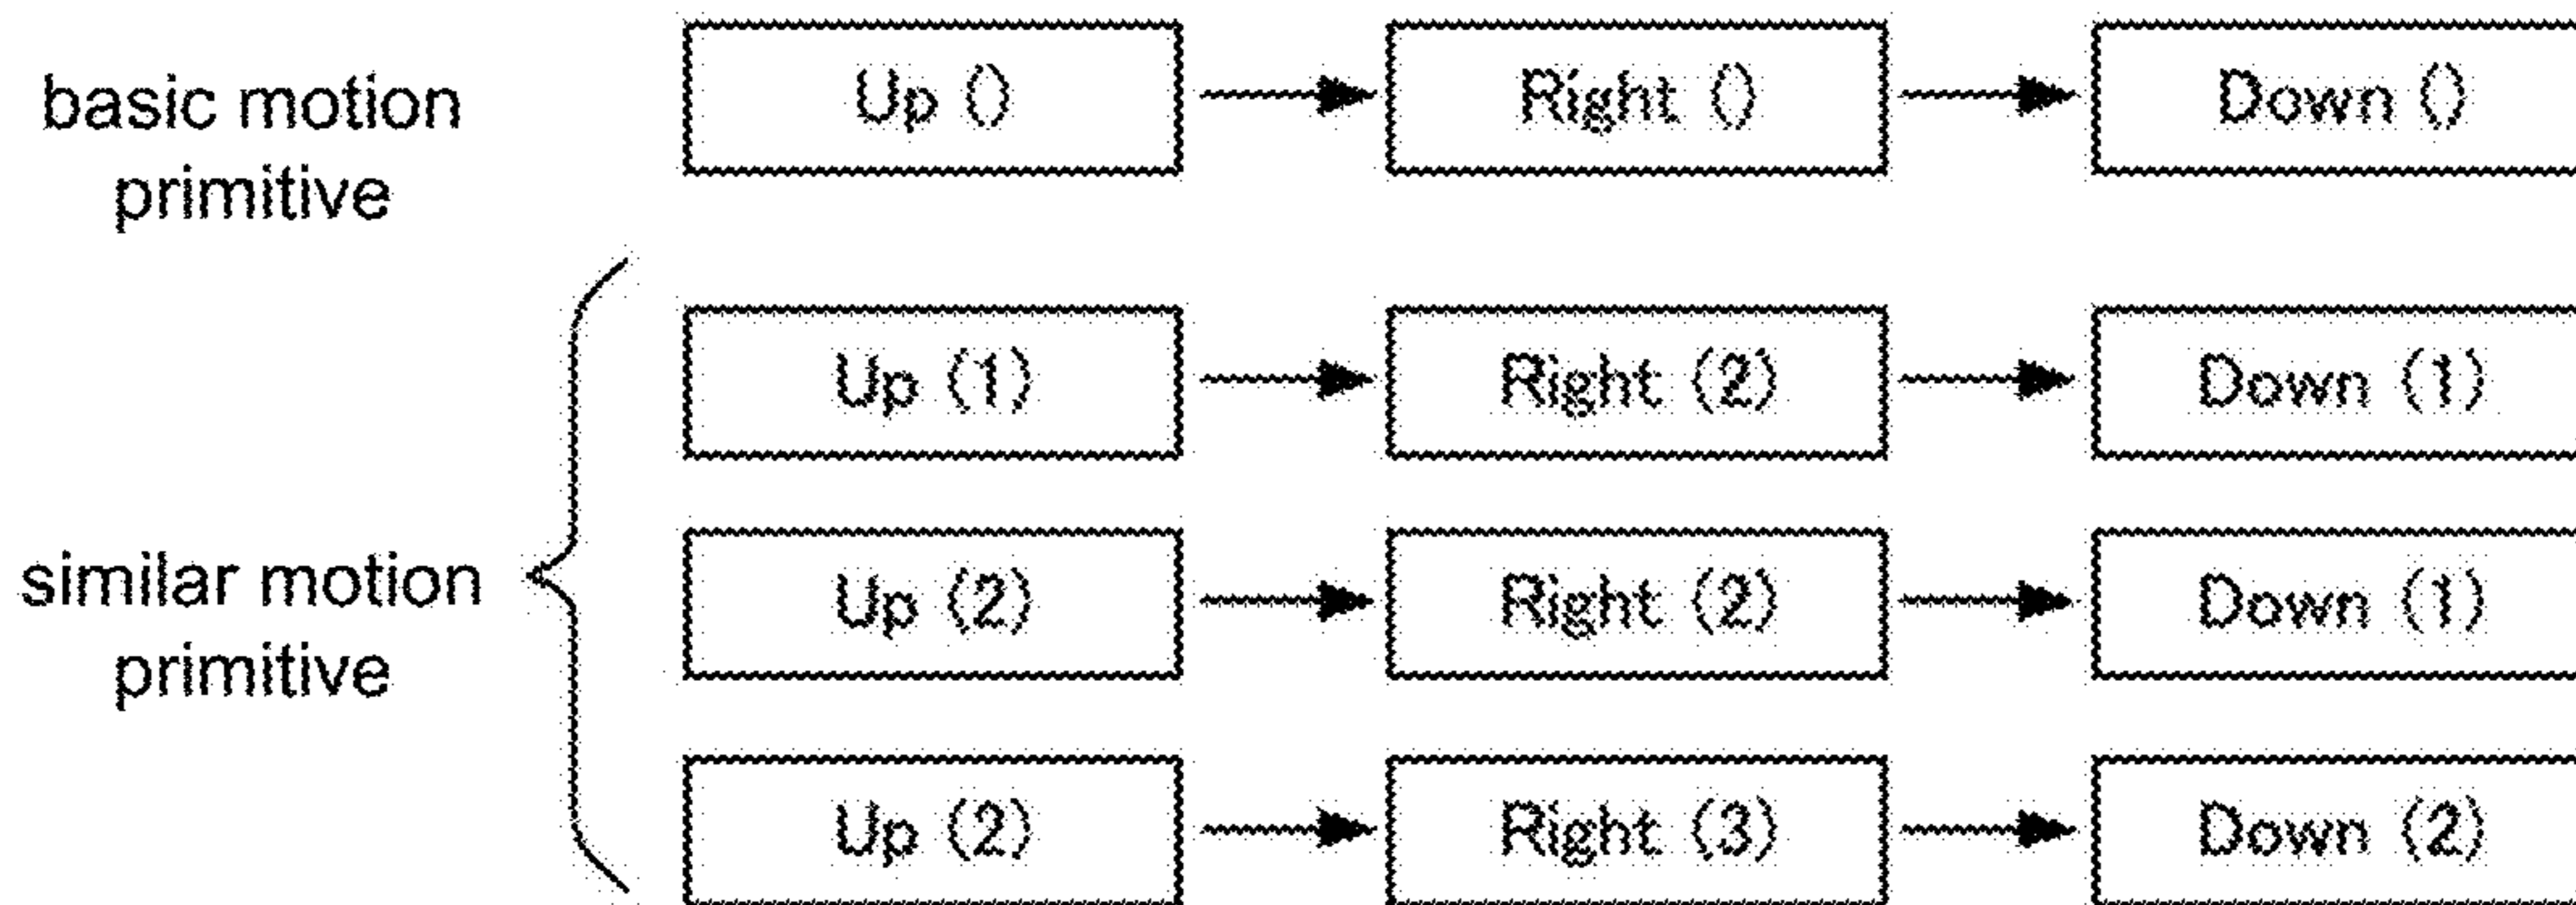 basic motion
primitive
Up () Right () Down ()
Up (1) Right (2) Down (1)
similar motion
primitive
Up (2) Right (2) Down (1)
Up (2) Right (3) Down (2)